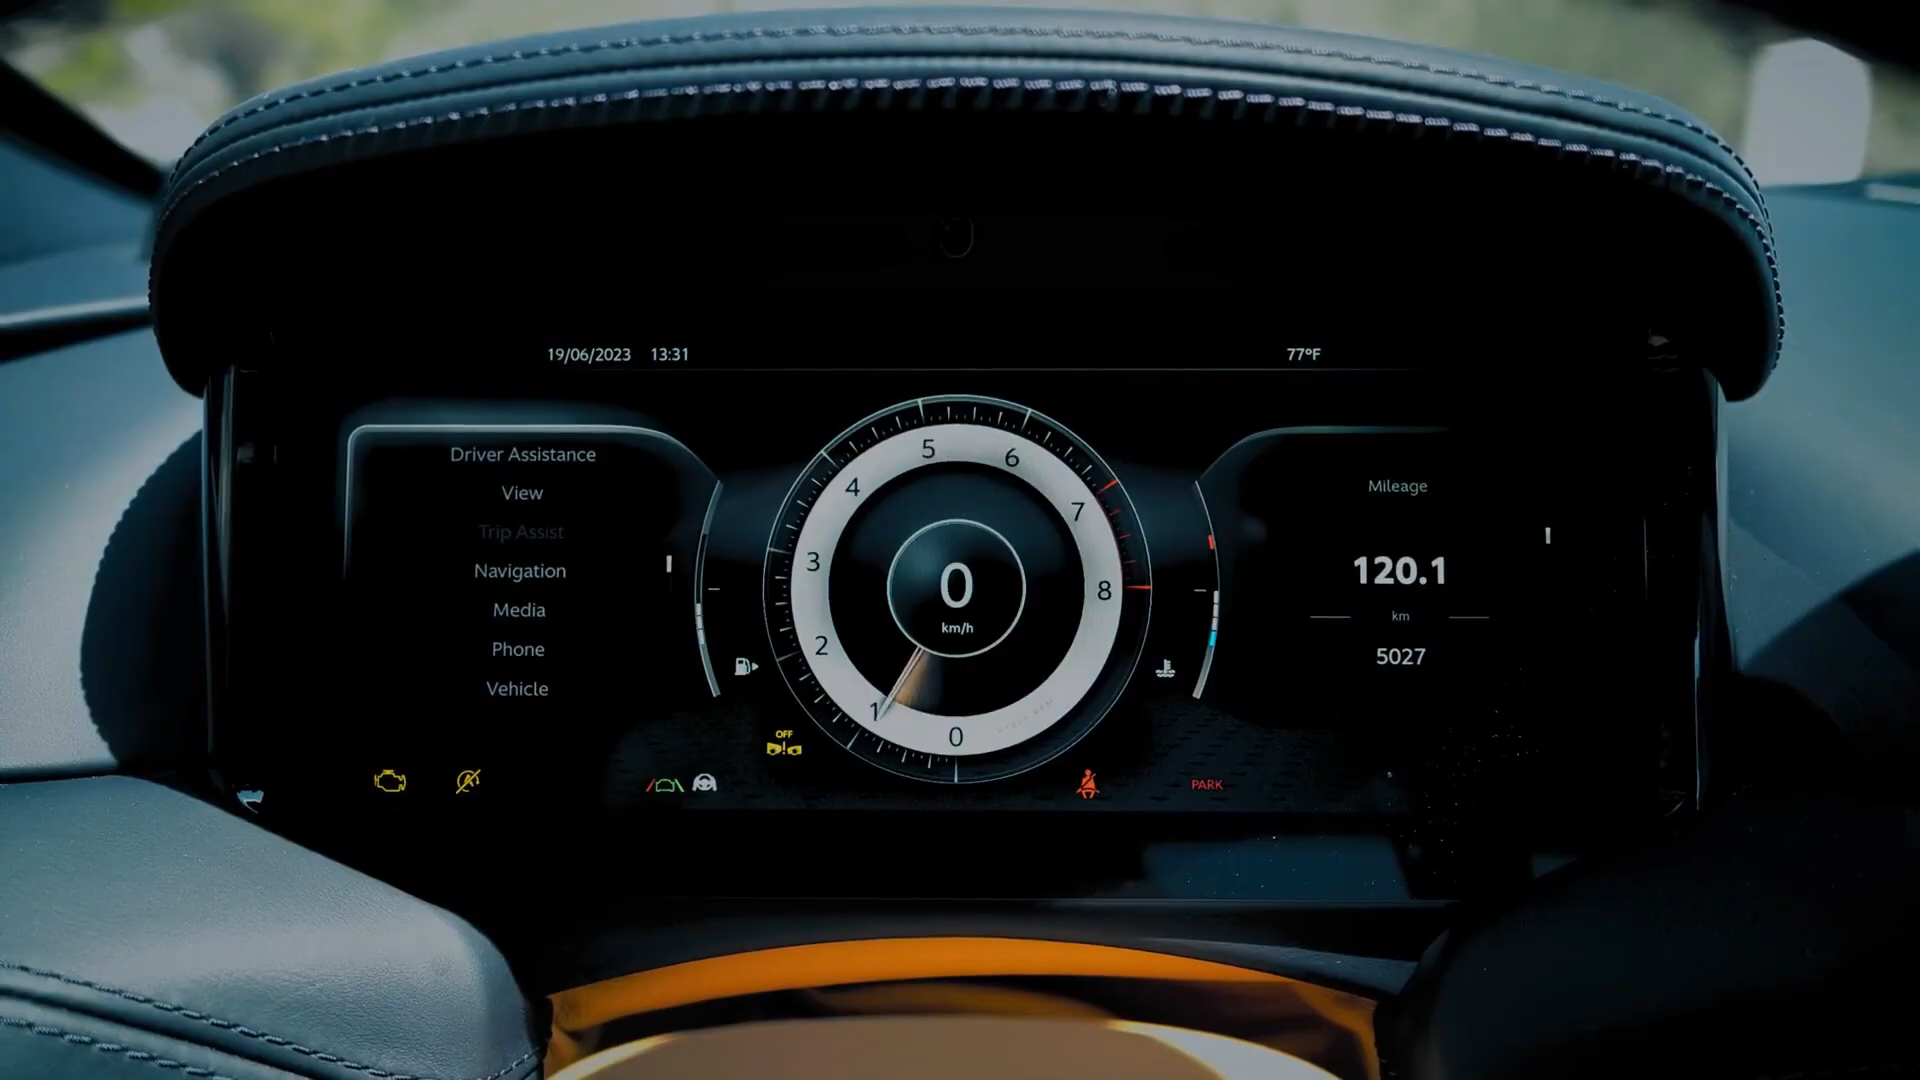 19/06/2023 13:31
77°F
Driver Assistance
View
Trip Assist
Navigation
Media
Phone
Vehicle
0
1
2
3
4
5
6
7
8
0
km/h
Mileage
120.1
km
5027
OFF
PARK